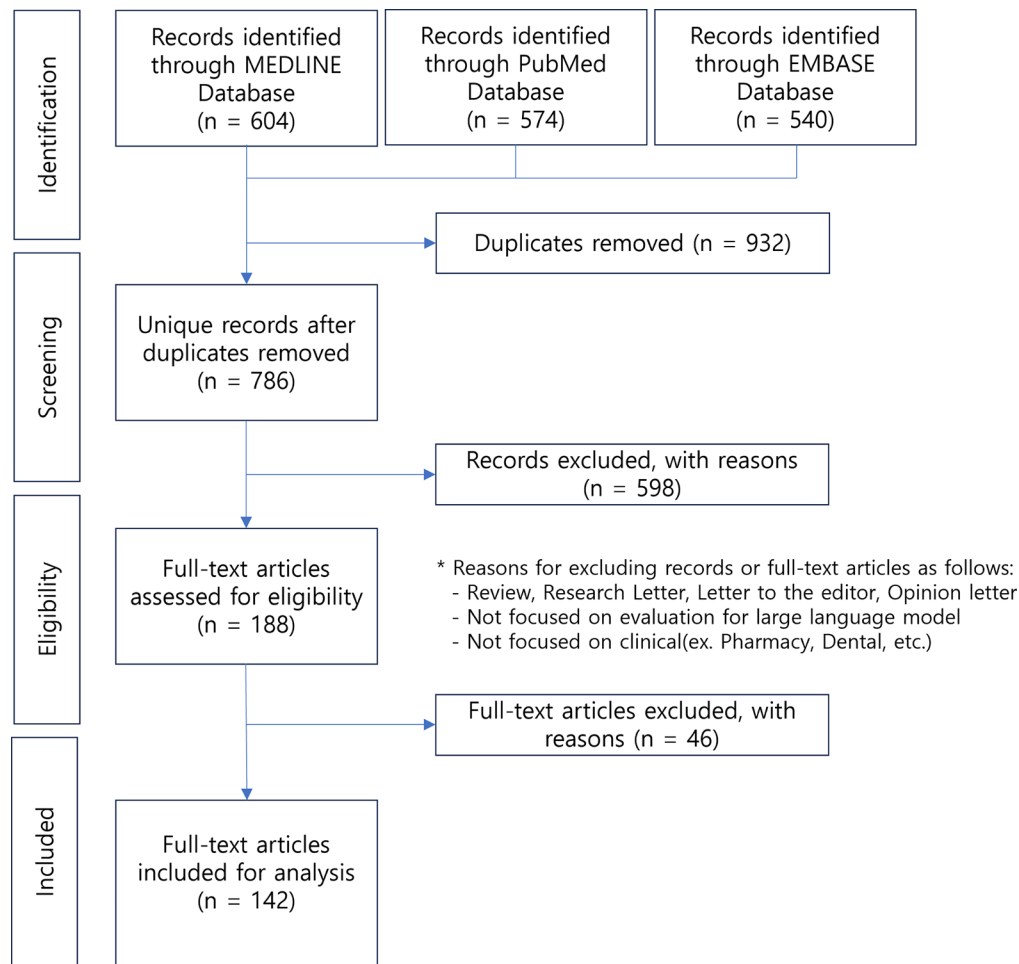 Identification
Records identified
through MEDLINE
Database
(n = 604)
Records identified
through PubMed
Database
(n = 574)
Records identified
through EMBASE
Database
(n = 540)
Duplicates removed (n = 932)
Screening
Unique records after
duplicates removed
(n = 786)
Records excluded, with reasons
(n = 598)
Eligibility
Full-text articles
assessed for eligibility
(n = 188)
* Reasons for excluding records or full-text articles as follows:
- Review, Research Letter, Letter to the editor, Opinion letter
- Not focused on evaluation for large language model
- Not focused on clinical(ex. Pharmacy, Dental, etc.)
Full-text articles excluded, with
reasons (n = 46)
Included
Full-text articles
included for analysis
(n = 142)